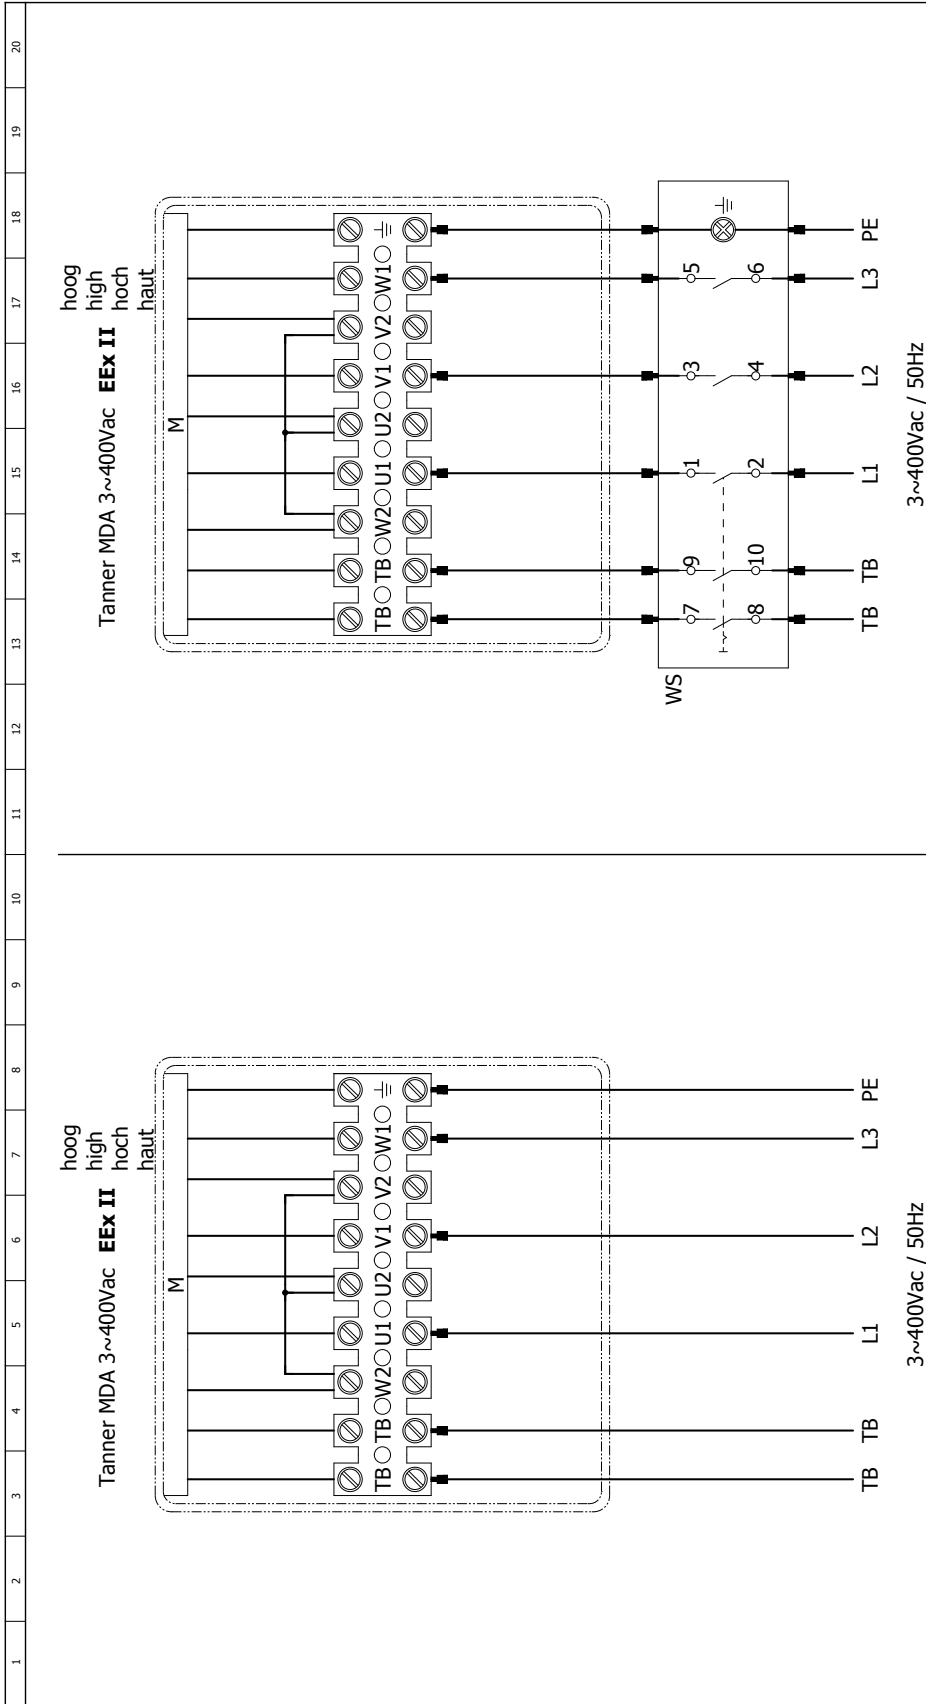 1
2
3
4
5
6
7
8
9
10
11
12
13
14
15
16
17
18
19
20
Tanner MDA 3~400Vac EEx II
hoog
high
hoch
haut
M
TB TB W2 U1 U2 V1 V2 W1
TB TB L1 L2 L3 PE
3~400Vac / 50Hz
Tanner MDA 3~400Vac EEx II
hoog
high
hoch
haut
M
TB TB W2 U1 U2 V1 V2 W1
WS
7 9 1 3 5
8 10 2 4 6
TB TB L1 L2 L3 PE
3~400Vac / 50Hz